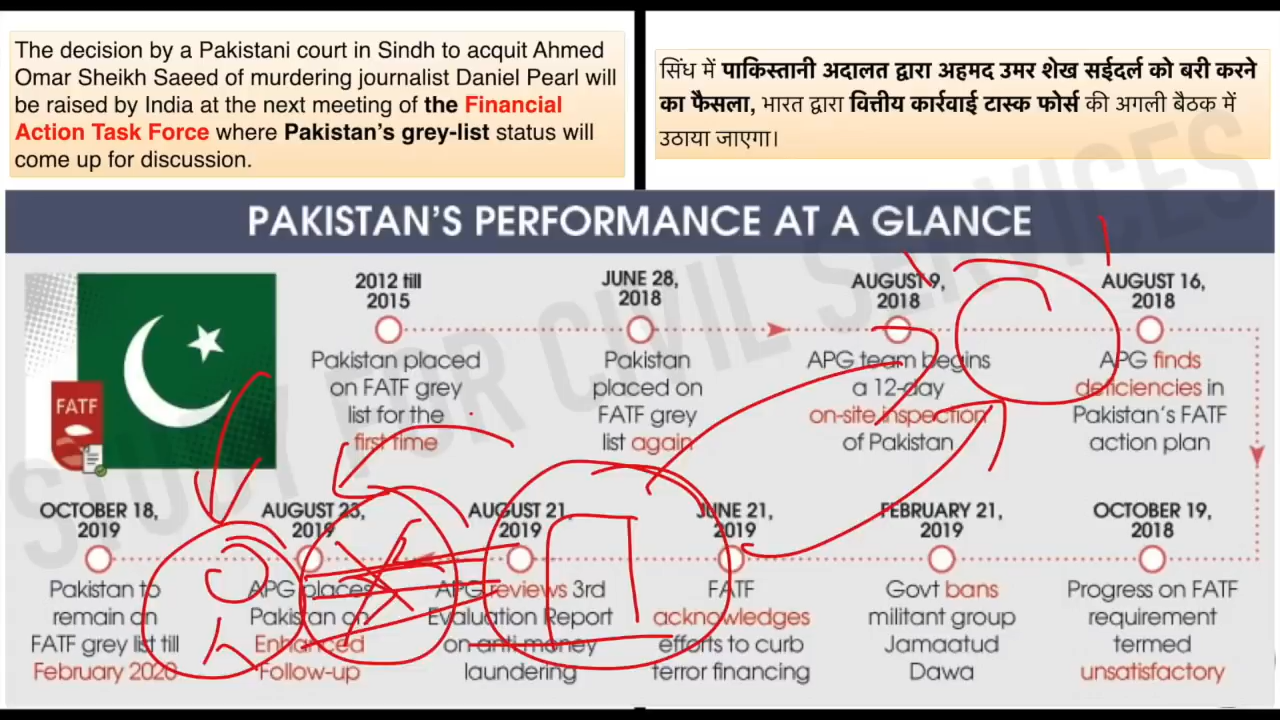 The decision by a Pakistani court in Sindh to acquit Ahmed
Omar Sheikh Saeed of murdering journalist Daniel Pearl will
be raised by India at the next meeting of the Financial
Action Task Force where Pakistan's grey-list status will
come up for discussion.
सिंध में पाकिस्तानी अदालत द्वारा अहमद उमर शेख सईदर्ल को बरी करने
का फैसला, भारत द्वारा वित्तीय कार्रवाई टास्क फोर्स की अगली बैठक में
उठाया जाएगा।
PAKISTAN'S PERFORMANCE AT A GLANCE
FATF
2012 till
2015
Pakistan placed
on FATF grey
list for the
first time
JUNE 28,
2018
Pakistan
placed on
FATF grey
list again
AUGUST 9,
2018
APG team begins
a 12-day
on-site inspection
of Pakistan
AUGUST 16,
2018
APG finds
deficiencies in
Pakistan's FATF
action plan
OCTOBER 18,
2019
Pakistan to
remain on
FATF grey list till
February 2020
AUGUST 23,
2019
APG places
Pakistan on
Enhanced
Follow-up
AUGUST 21,
2019
APG reviews 3rd
Evaluation Report
on anti-money
laundering
JUNE 21,
2019
FATF
acknowledges
efforts to curb
terror financing
FEBRUARY 21,
2019
Govt bans
militant group
Jamaatud
Dawa
OCTOBER 19,
2018
Progress on FATF
requirement
termed
unsatisfactory
STUDY FOR CIVIL SERVICES